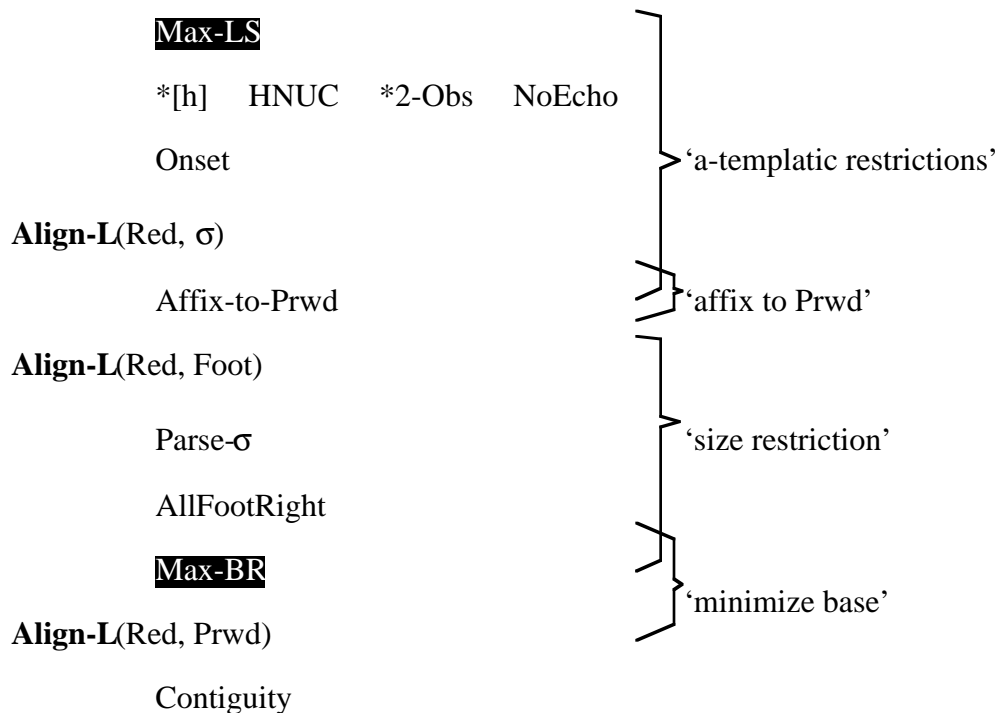 Max-LS
*[h] HNUC *2-Obs NoEcho
Onset
‘a-templatic restrictions’
Align-L(Red, σ)
Affix-to-Prwd
‘affix to Prwd’
Align-L(Red, Foot)
Parse-σ
‘size restriction’
AllFootRight
Max-BR
‘minimize base’
Align-L(Red, Prwd)
Contiguity